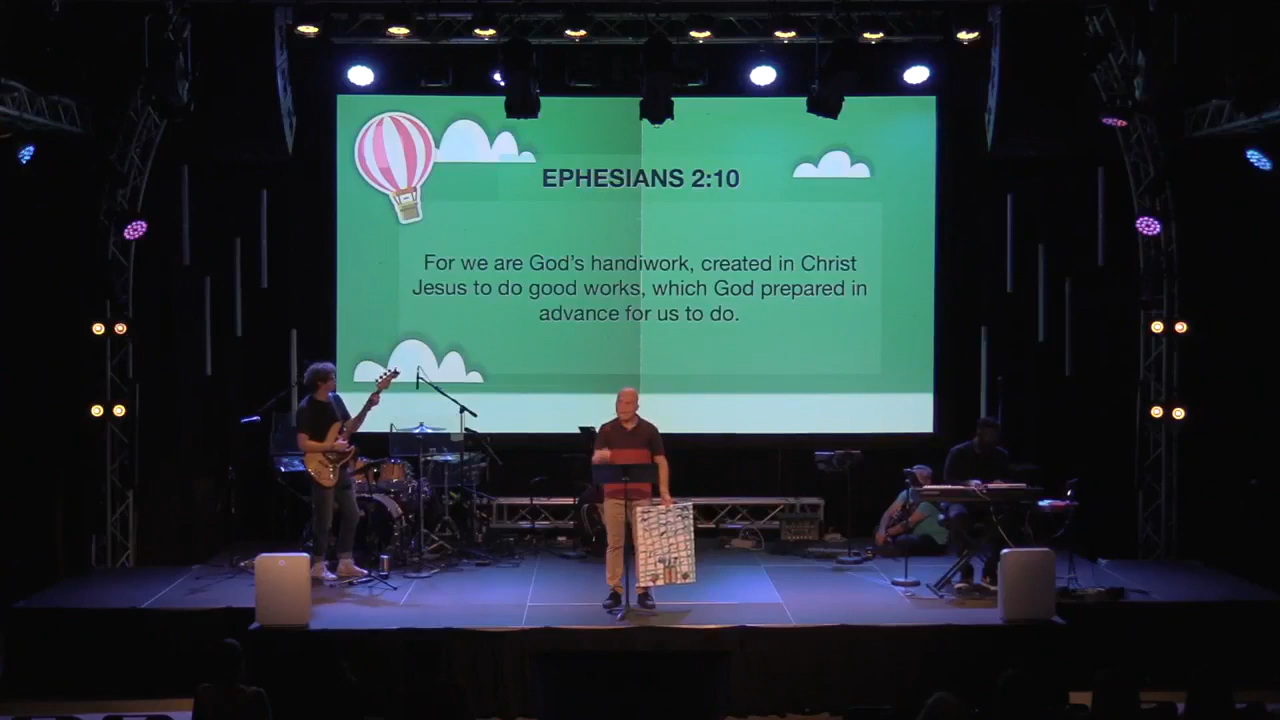 EPHESIANS 2:10
For we are God's handiwork, created in Christ
Jesus to do good works, which God prepared in
advance for us to do.